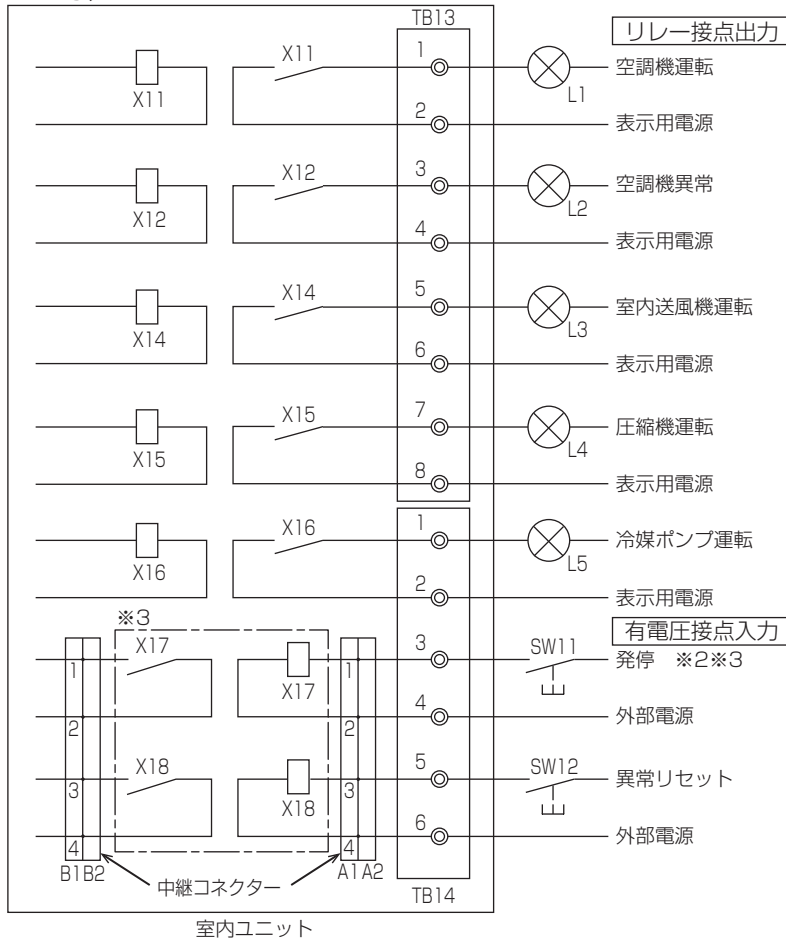 TB13
リレー接点出力
X11
X11
1
L1
空調機運転
2
表示用電源
X12
X12
3
L2
空調機異常
4
表示用電源
X14
X14
5
L3
室内送風機運転
6
表示用電源
X15
X15
7
L4
圧縮機運転
8
表示用電源
X16
X16
1
L5
冷媒ポンプ運転
2
表示用電源
※3
有電圧接点入力
1
X17
X17
1
3
SW11
発停 ※2※3
2
2
4
外部電源
3
X18
X18
3
5
SW12
異常リセット
4
4
6
外部電源
B1B2
中継コネクター
A1A2
TB14
室内ユニット